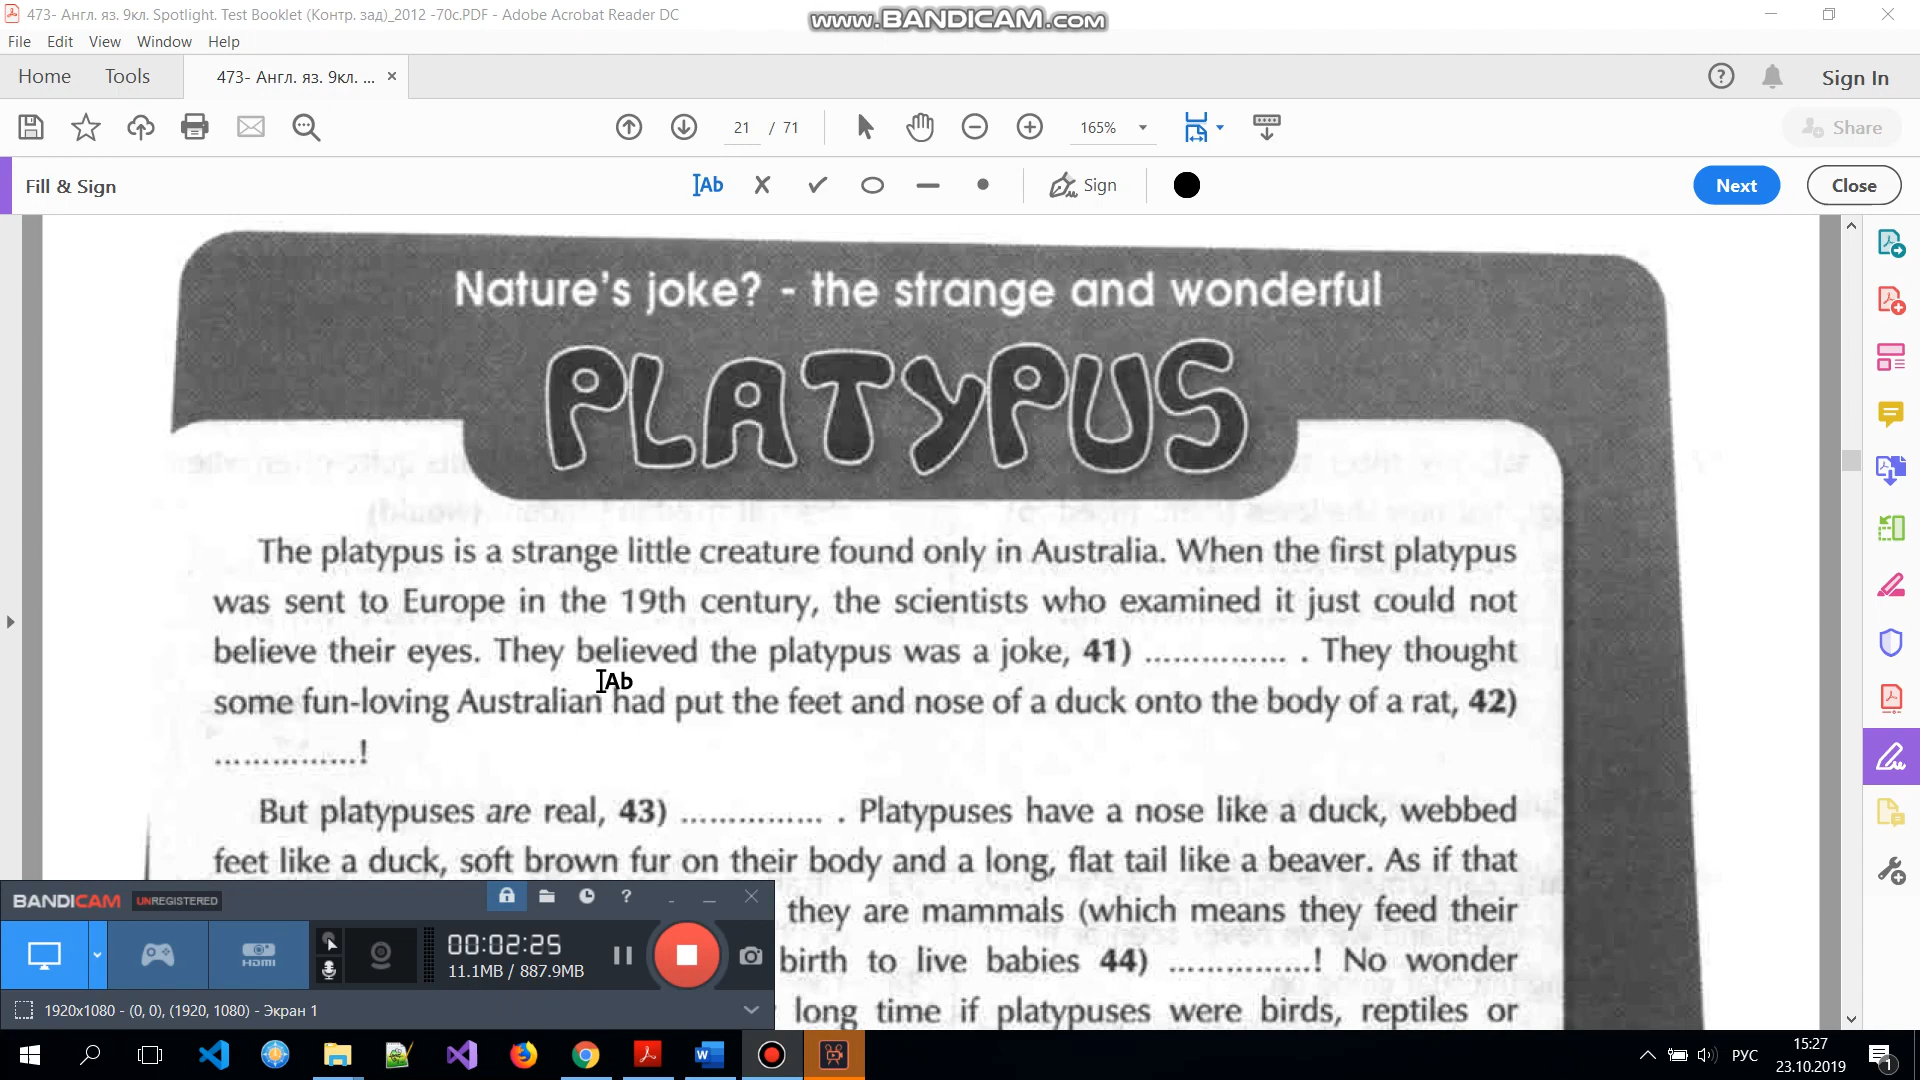 473- Англ. яз. 9кл. Spotlight. Test Booklet (Контр. зад)_2012 -70с.PDF - Adobe Acrobat Reader DC
www.BANDICAM.com
File Edit View Window Help
Home Tools 473- Англ. яз. 9кл. ... Sign In
21 / 71 165% Share
Fill & Sign Ab Sign Next Close
Nature's joke? - the strange and wonderful
PLATYPUS
The platypus is a strange little creature found only in Australia. When the first platypus
was sent to Europe in the 19th century, the scientists who examined it just could not
believe their eyes. They believed the platypus was a joke, 41) ............... . They thought
Ab
some fun-loving Australian had put the feet and nose of a duck onto the body of a rat, 42)
...............!
But platypuses are real, 43) ............... . Platypuses have a nose like a duck, webbed
feet like a duck, soft brown fur on their body and a long, flat tail like a beaver. As if that
they are mammals (which means they feed their
birth to live babies 44) ...............! No wonder
long time if platypuses were birds, reptiles or
BANDICAM UNREGISTERED
HDMI
00:02:25
11.1MB / 887.9MB
1920x1080 - (0, 0), (1920, 1080) - Экран 1
РУС
15:27
23.10.2019
1